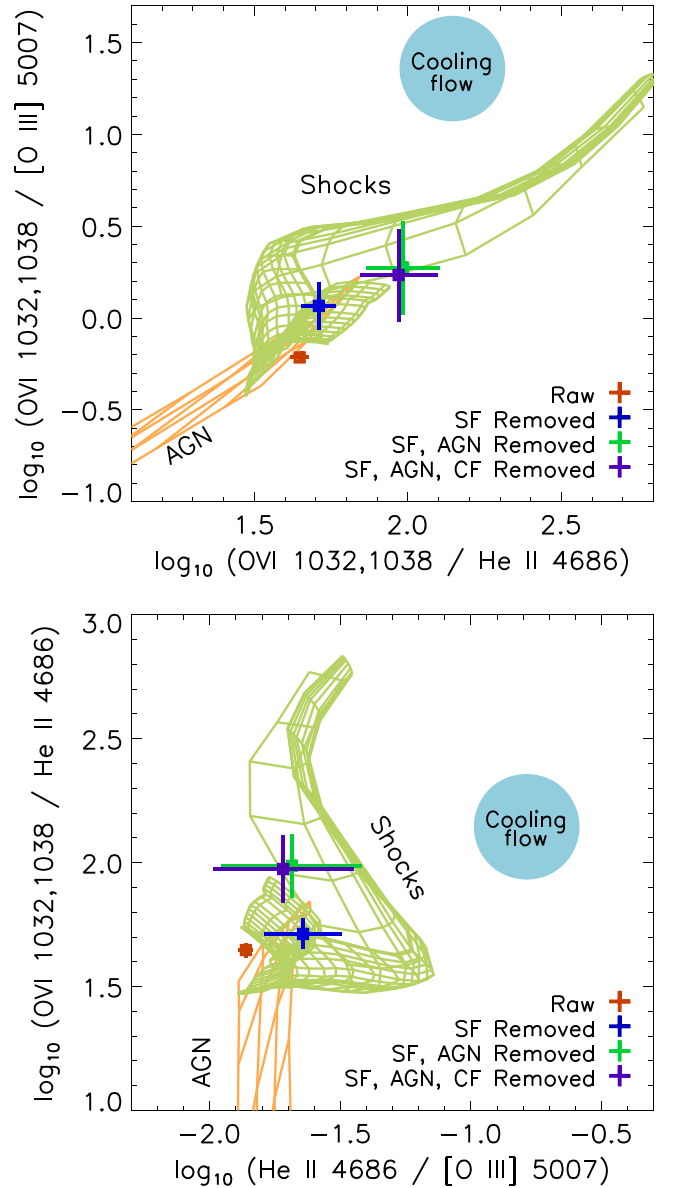 log₁₀ (OVI 1032,1038 / [O III] 5007)
1.5
1.0
0.5
0.0
−0.5
−1.0
Cooling
flow
Shocks
AGN
Raw
SF Removed
SF, AGN Removed
SF, AGN, CF Removed
1.5 2.0 2.5
log₁₀ (OVI 1032,1038 / He II 4686)
log₁₀ (OVI 1032,1038 / He II 4686)
3.0
2.5
2.0
1.5
1.0
Cooling
flow
Shocks
AGN
Raw
SF Removed
SF, AGN Removed
SF, AGN, CF Removed
−2.0 −1.5 −1.0 −0.5
log₁₀ (He II 4686 / [O III] 5007)